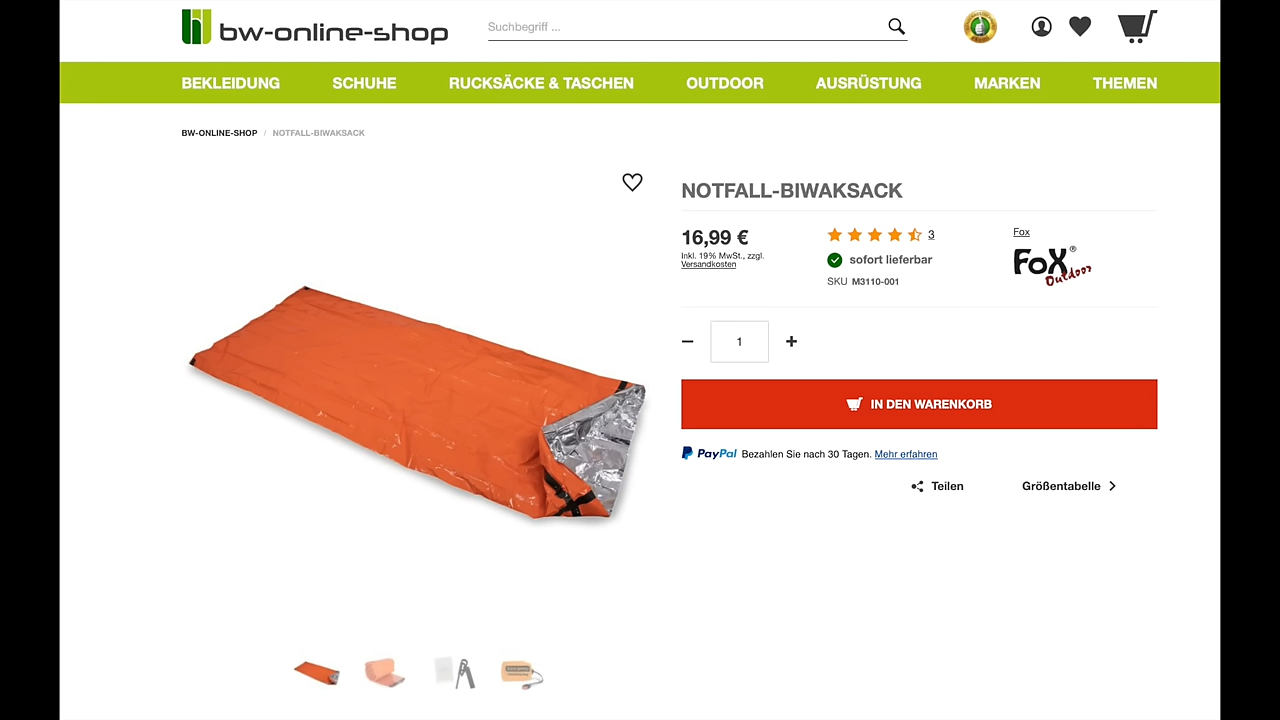 bw-online-shop
Suchbegriff ...
BEKLEIDUNG SCHUHE RUCKSÄCKE & TASCHEN OUTDOOR AUSRÜSTUNG MARKEN THEMEN
BW-ONLINE-SHOP / NOTFALL-BIWAKSACK
NOTFALL-BIWAKSACK
16,99 €
Inkl. 19% MwSt., zzgl.
Versandkosten
3
sofort lieferbar
SKU M3110-001
Fox
FoX®
Outdoor
− 1 +
IN DEN WARENKORB
PayPal Bezahlen Sie nach 30 Tagen. Mehr erfahren
Teilen Größentabelle